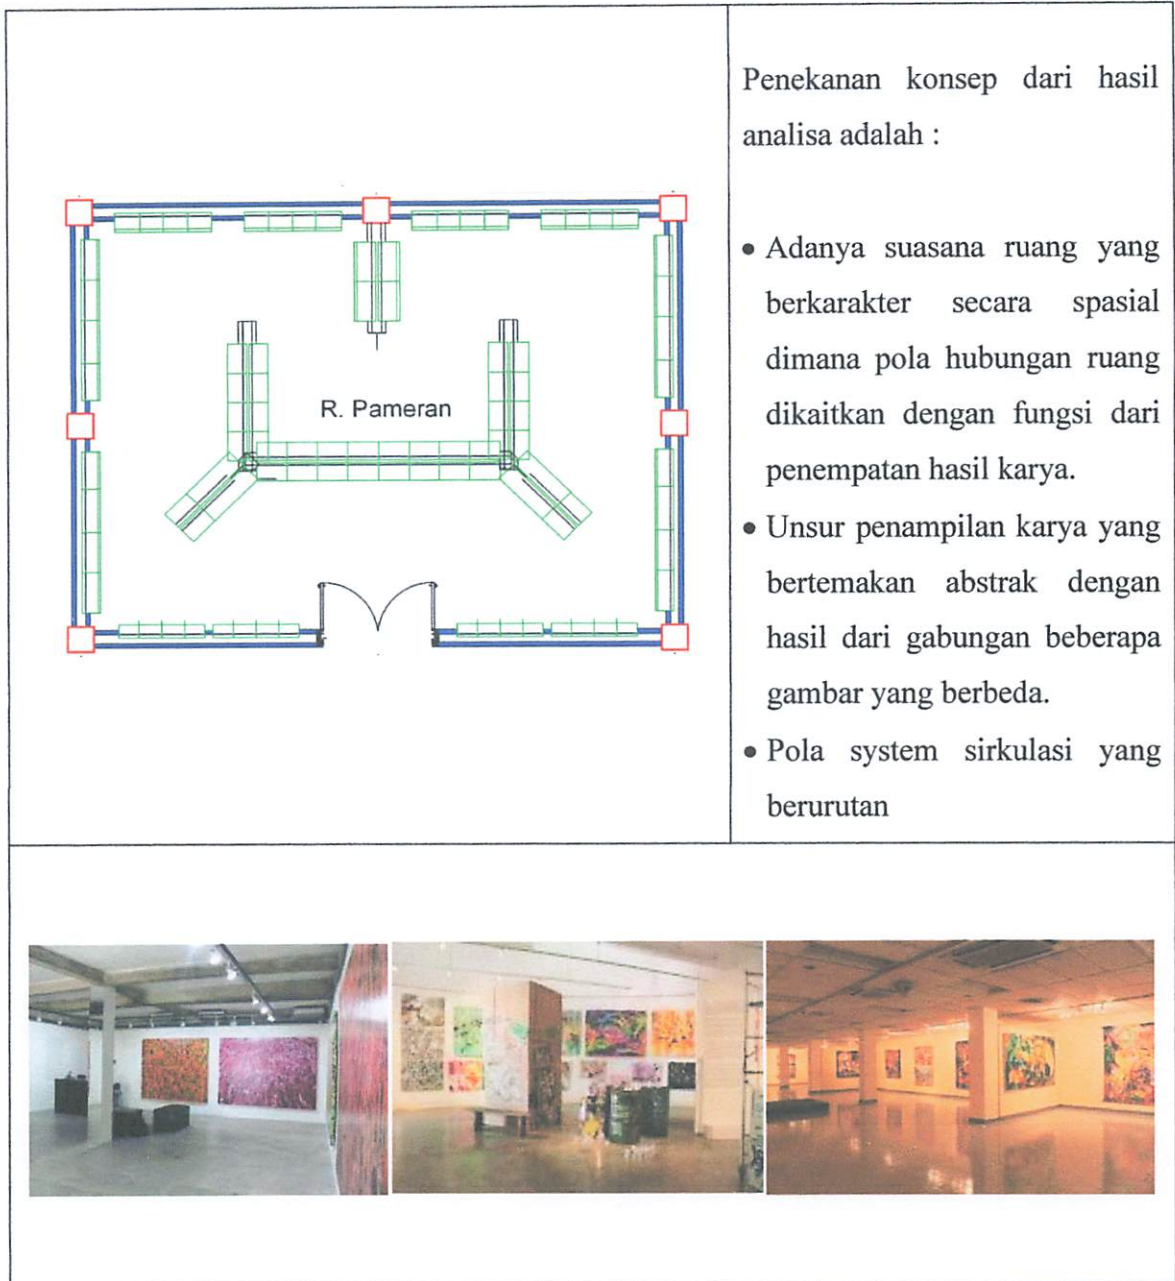 Penekanan konsep dari hasil
analisa adalah :
• Adanya suasana ruang yang
berkarakter secara spasial
dimana pola hubungan ruang
dikaitkan dengan fungsi dari
penempatan hasil karya.
• Unsur penampilan karya yang
bertemakan abstrak dengan
hasil dari gabungan beberapa
gambar yang berbeda.
• Pola system sirkulasi yang
berurutan
R. Pameran